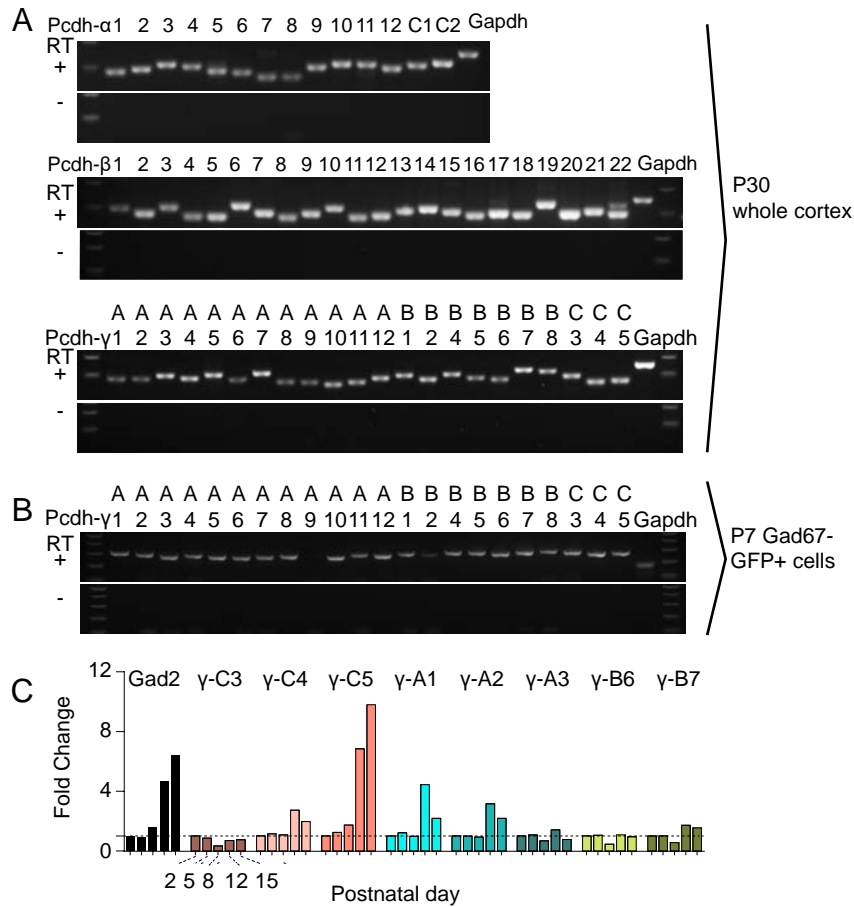 A
Pcdh-α1 2 3 4 5 6 7 8 9 10 11 12 C1 C2 Gapdh
RT
+
-
Pcdh-β1 2 3 4 5 6 7 8 9 10 11 12 13 14 15 16 17 18 19 20 21 22 Gapdh
RT
+
-
P30
whole cortex
A A A A A A A A A A A A B B B B B B B C C C
Pcdh-γ1 2 3 4 5 6 7 8 9 10 11 12 1 2 4 5 6 7 8 3 4 5 Gapdh
RT
+
-
B
A A A A A A A A A A A A B B B B B B B C C C
Pcdh-γ1 2 3 4 5 6 7 8 9 10 11 12 1 2 4 5 6 7 8 3 4 5 Gapdh
RT
+
-
P7 Gad67-
GFP+ cells
C
Fold Change
12
8
4
0
Gad2 γ-C3 γ-C4 γ-C5 γ-A1 γ-A2 γ-A3 γ-B6 γ-B7
2 5 8 12 15
Postnatal day